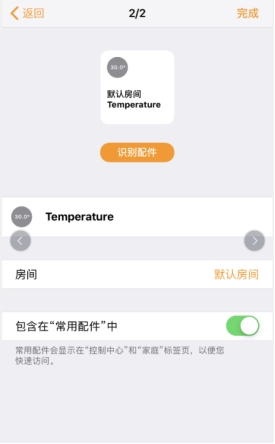 返回
2/2
完成
30.0°
默认房间
Temperature
识别配件
30.0°
Temperature
房间
默认房间
包含在“常用配件”中
常用配件会显示在“控制中心”和“家庭”标签页，以便您
快速访问。